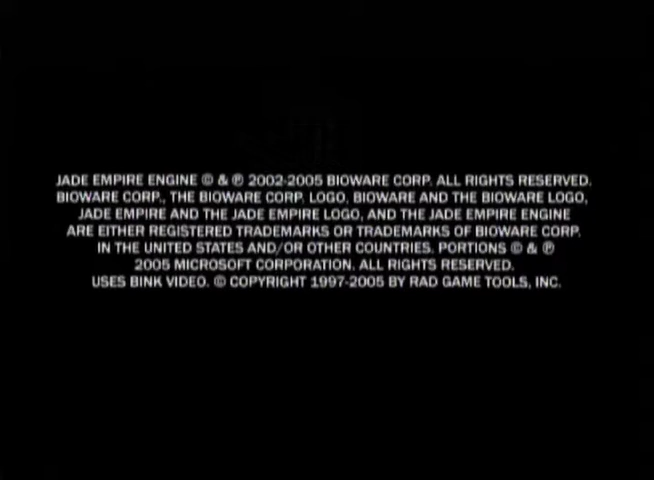 JADE EMPIRE ENGINE © & ℗ 2002-2005 BIOWARE CORP. ALL RIGHTS RESERVED.
BIOWARE CORP., THE BIOWARE CORP. LOGO, BIOWARE AND THE BIOWARE LOGO,
JADE EMPIRE AND THE JADE EMPIRE LOGO, AND THE JADE EMPIRE ENGINE
ARE EITHER REGISTERED TRADEMARKS OR TRADEMARKS OF BIOWARE CORP.
IN THE UNITED STATES AND/OR OTHER COUNTRIES. PORTIONS © & ℗
2005 MICROSOFT CORPORATION. ALL RIGHTS RESERVED.
USES BINK VIDEO. © COPYRIGHT 1997-2005 BY RAD GAME TOOLS, INC.